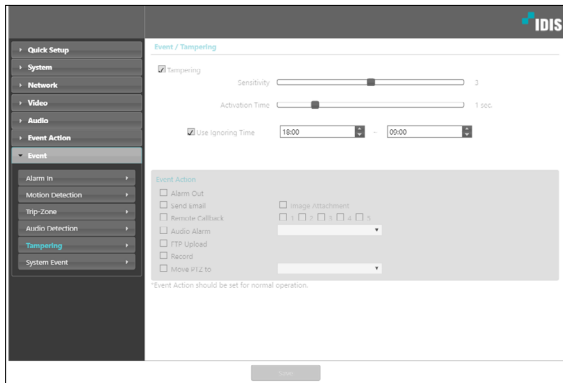 IDIS
Quick Setup
System
Network
Video
Audio
Event Action
Event
Alarm In
Motion Detection
Trip-Zone
Audio Detection
Tampering
System Event
Event / Tampering
Tampering
Sensitivity 3
Activation Time 1 sec.
Use Ignoring Time 18:00 ~ 09:00
Event Action
Alarm Out
Send Email Image Attachment
Remote Callback 1 2 3 4 5
Audio Alarm
FTP Upload
Record
Move PTZ to
*Event Action should be set for normal operation.
Save